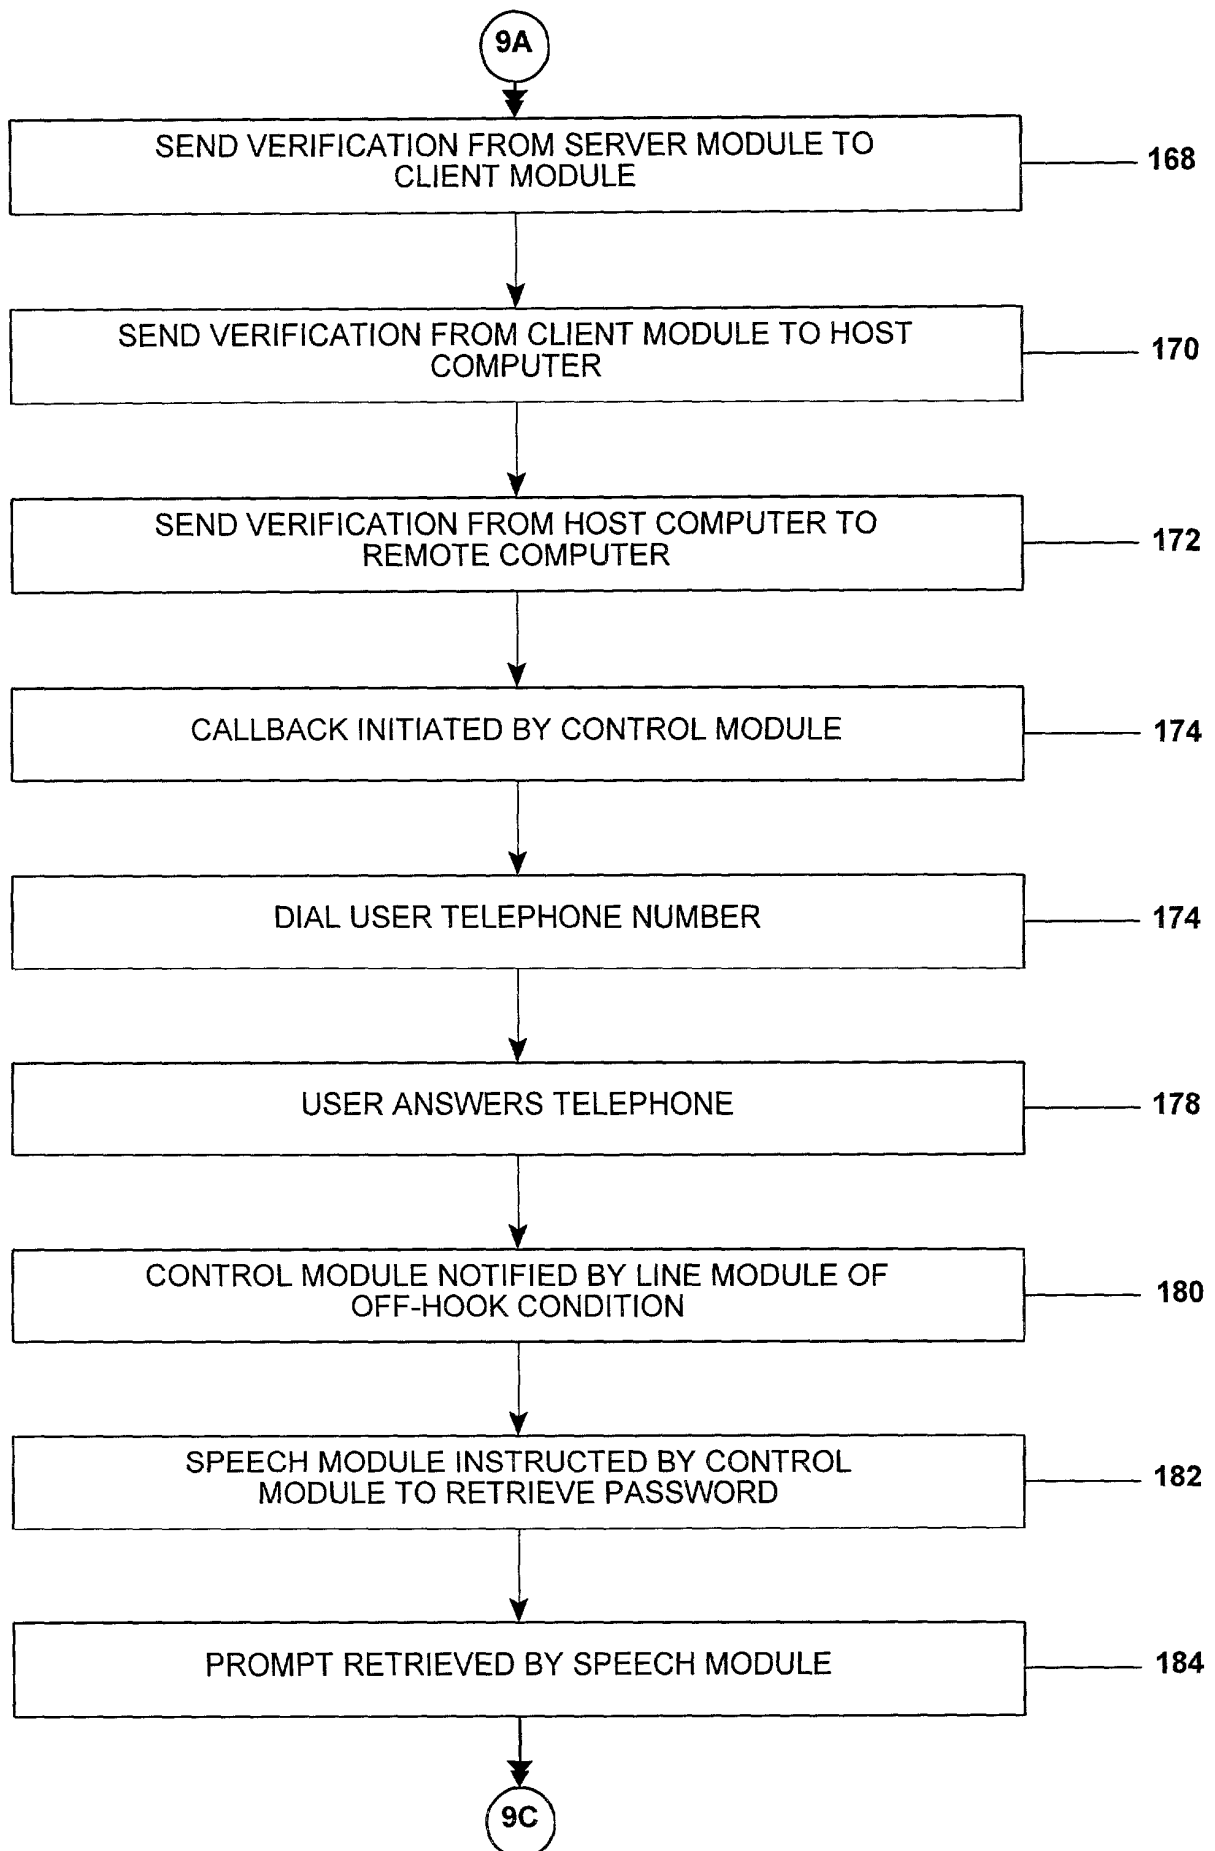 9A
SEND VERIFICATION FROM SERVER MODULE TO
CLIENT MODULE
168
SEND VERIFICATION FROM CLIENT MODULE TO HOST
COMPUTER
170
SEND VERIFICATION FROM HOST COMPUTER TO
REMOTE COMPUTER
172
CALLBACK INITIATED BY CONTROL MODULE
174
DIAL USER TELEPHONE NUMBER
174
USER ANSWERS TELEPHONE
178
CONTROL MODULE NOTIFIED BY LINE MODULE OF
OFF-HOOK CONDITION
180
SPEECH MODULE INSTRUCTED BY CONTROL
MODULE TO RETRIEVE PASSWORD
182
PROMPT RETRIEVED BY SPEECH MODULE
184
9C